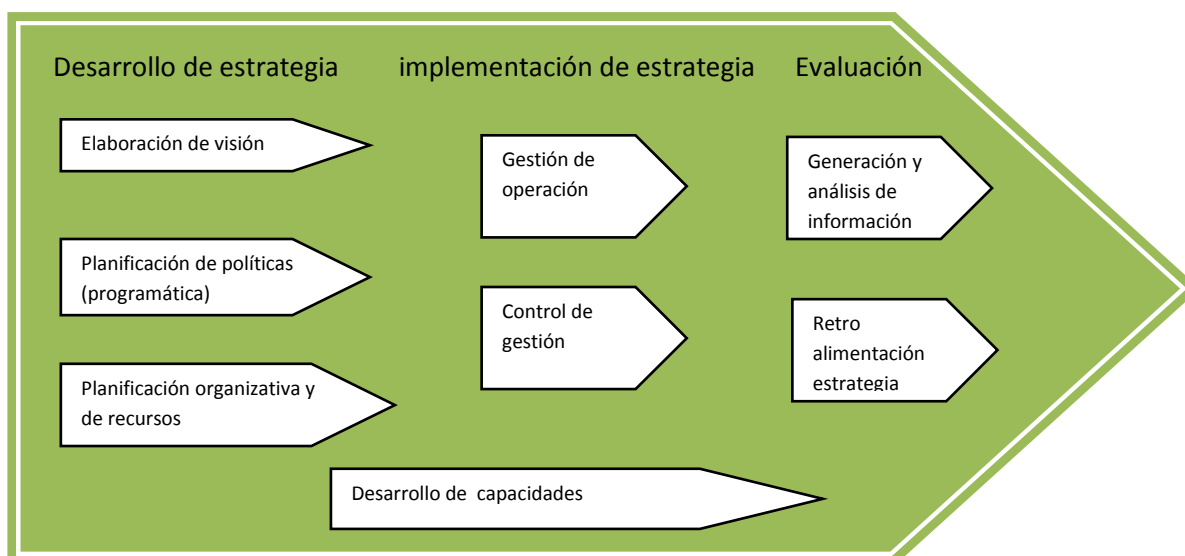 Desarrollo de estrategia
Elaboración de visión
Planificación de políticas
(programática)
Planificación organizativa y
de recursos
implementación de estrategia
Gestión de
operación
Control de
gestión
Evaluación
Generación y
análisis de
información
Retro
alimentación
estrategia
Desarrollo de capacidades